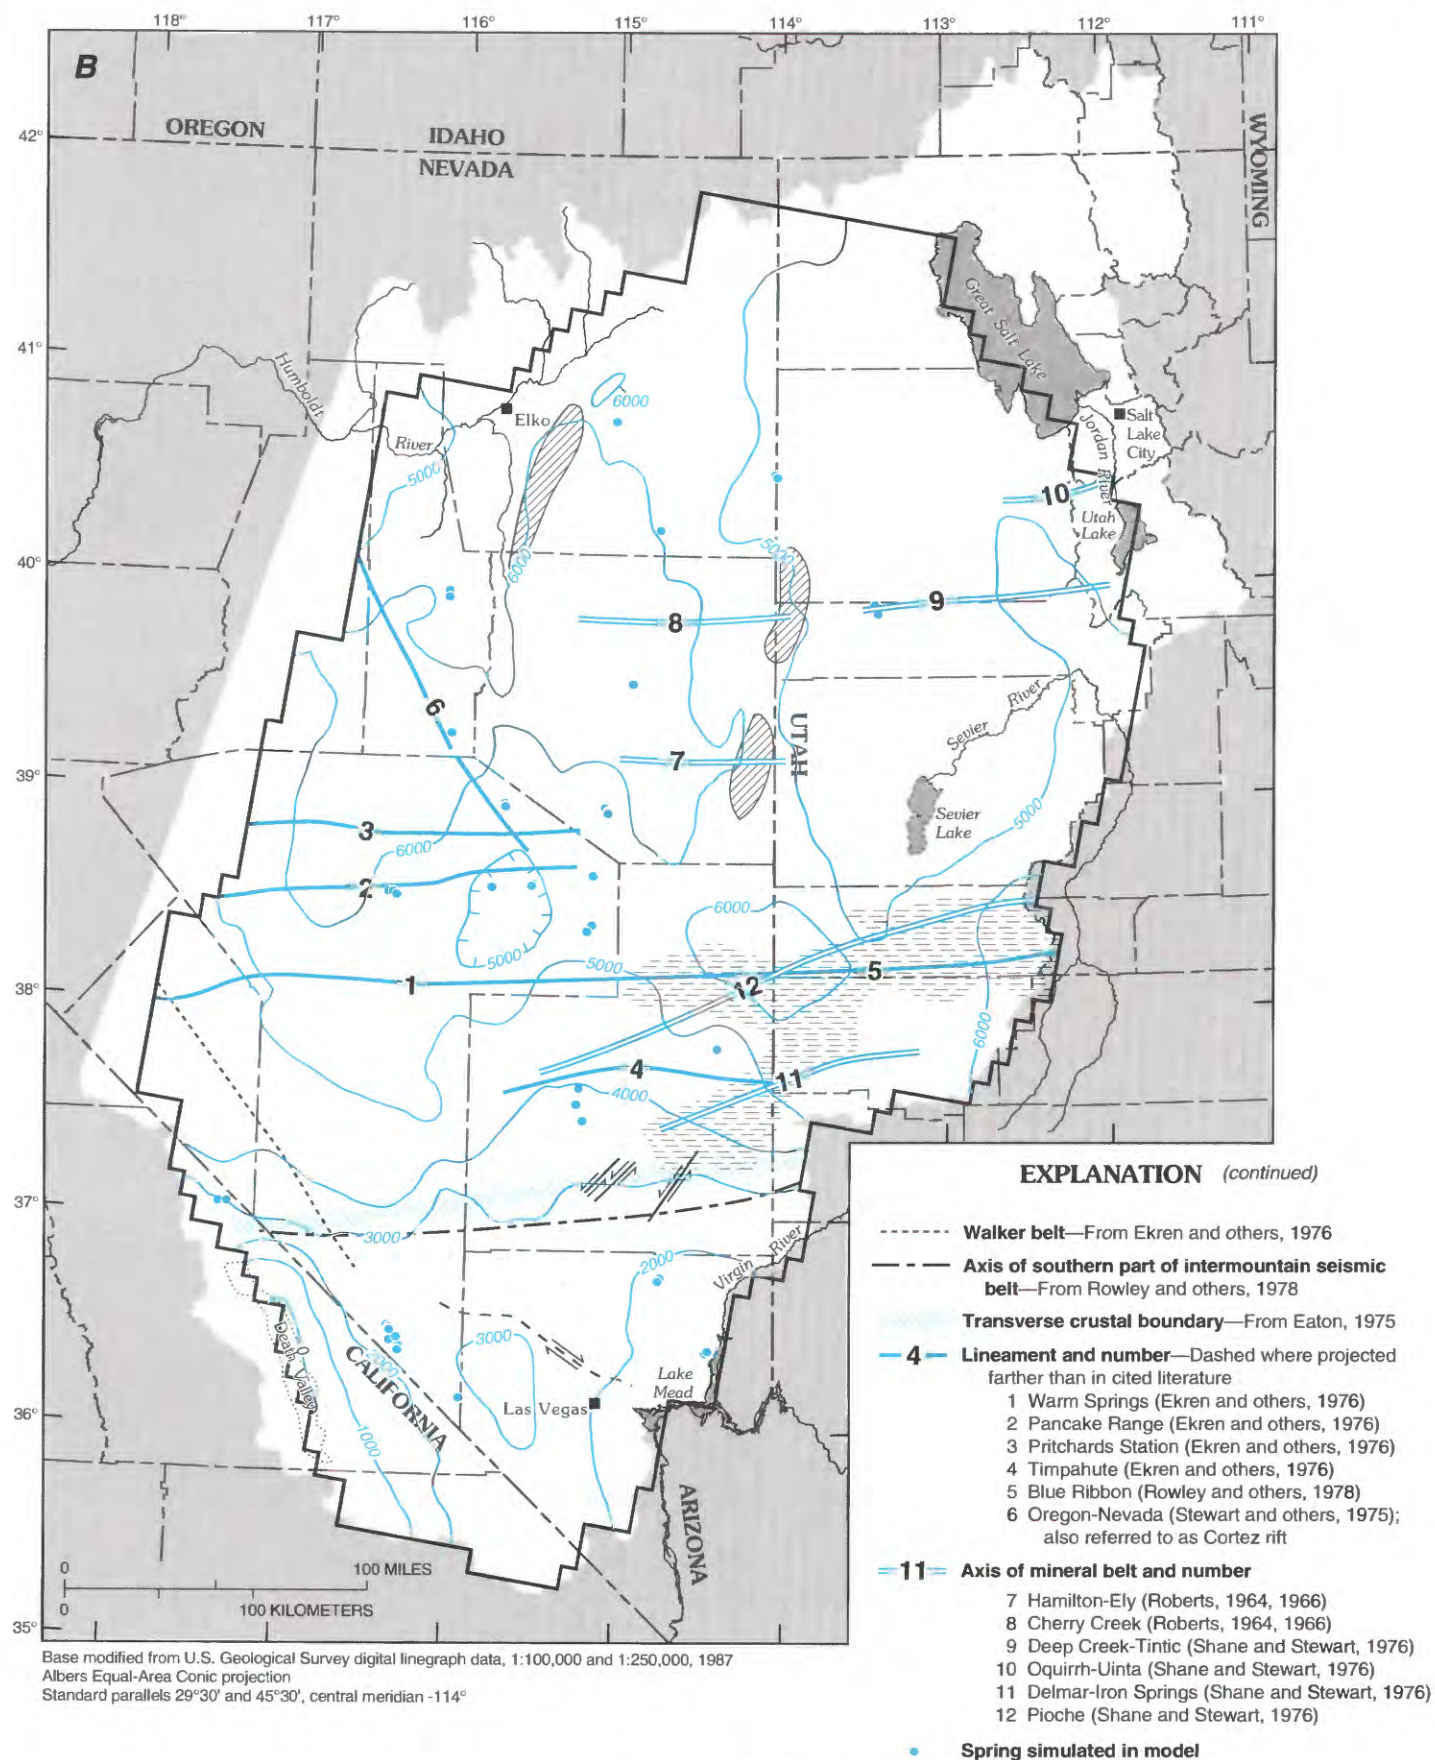 118° 117° 116° 115° 114° 113° 112° 111°
B
OREGON
IDAHO
NEVADA
WYOMING
42°
41°
40°
39°
38°
37°
36°
35°
Great Salt Lake
Humboldt
River
Elko
6000
5000
Salt
Lake
City
Jordan River
10
Utah
Lake
6000
5000
8
9
6
UTAH
7
Sevier
River
Sevier
Lake
5000
3
6000
2
6000
5000
5000
1
5
12
6000
4
11
4000
3000
2000
Virgin
River
Death Valley
0
3000
2000
CALIFORNIA
1000
Las Vegas
Lake
Mead
ARIZONA
0 100 MILES
0 100 KILOMETERS
Base modified from U.S. Geological Survey digital linegraph data, 1:100,000 and 1:250,000, 1987
Albers Equal-Area Conic projection
Standard parallels 29°30' and 45°30', central meridian -114°
EXPLANATION (continued)
Walker belt—From Ekren and others, 1976
Axis of southern part of intermountain seismic
belt—From Rowley and others, 1978
Transverse crustal boundary—From Eaton, 1975
4 Lineament and number—Dashed where projected
farther than in cited literature
1 Warm Springs (Ekren and others, 1976)
2 Pancake Range (Ekren and others, 1976)
3 Pritchards Station (Ekren and others, 1976)
4 Timpahute (Ekren and others, 1976)
5 Blue Ribbon (Rowley and others, 1978)
6 Oregon-Nevada (Stewart and others, 1975);
also referred to as Cortez rift
11 Axis of mineral belt and number
7 Hamilton-Ely (Roberts, 1964, 1966)
8 Cherry Creek (Roberts, 1964, 1966)
9 Deep Creek-Tintic (Shane and Stewart, 1976)
10 Oquirrh-Uinta (Shane and Stewart, 1976)
11 Delmar-Iron Springs (Shane and Stewart, 1976)
12 Pioche (Shane and Stewart, 1976)
Spring simulated in model